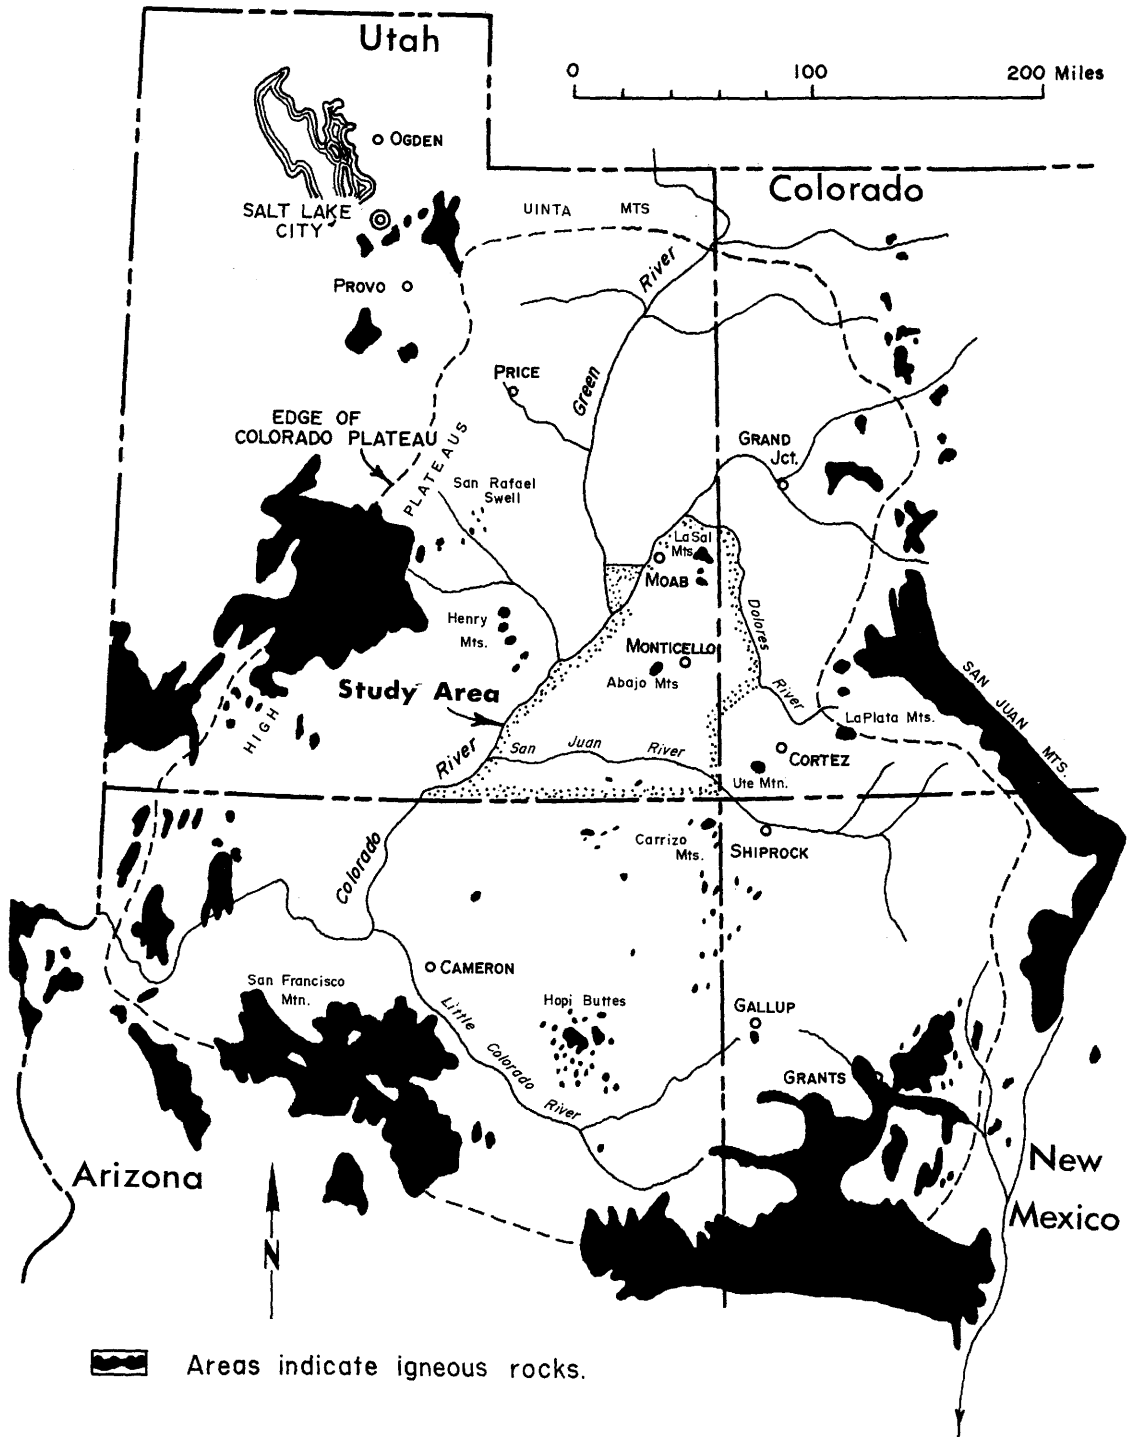 Utah
0 100 200 Miles
OGDEN
Colorado
SALT LAKE
CITY
UINTA MTS
PROVO
River
Green
PRICE
EDGE OF
COLORADO PLATEAU
PLATEAUS
GRAND
Jct.
San Rafael
Swell
LaSal
Mts.
MOAB
Dolores
River
Henry
Mts.
MONTICELLO
Abajo Mts
Study Area
HIGH
SAN JUAN MTS.
LaPlata Mts.
San Juan River
River
CORTEZ
Ute Mtn.
Colorado
Carrizo
Mts.
SHIPROCK
CAMERON
San Francisco
Mtn.
Little
Colorado
River
Hopi Buttes
GALLUP
GRANTS
Arizona
New
Mexico
N
Areas indicate igneous rocks.